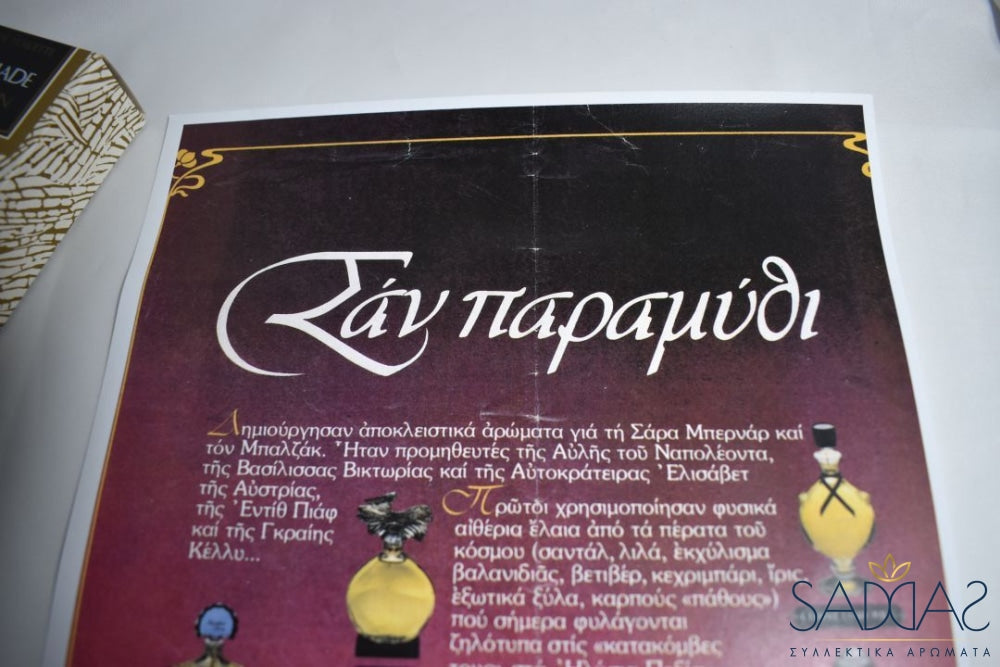 Σάν παραμύθι
Δημιούργησαν ἀποκλειστικά ἀρώματα γιά τή Σάρα Μπερνάρ καί
τόν Μπαλζάκ. Ἦταν προμηθευτές τῆς Αὐλῆς τοῦ Ναπολέοντα,
τῆς Βασίλισσας Βικτωρίας καί τῆς Αὐτοκράτειρας Ἐλισάβετ
τῆς Αὐστρίας,
τῆς Ἐντίθ Πιάφ
καί τῆς Γκραίης
Κέλλυ...
Πρῶτοι χρησιμοποίησαν φυσικά
αἰθέρια ἔλαια ἀπό τά πέρατα τοῦ
κόσμου (σαντάλ, λιλά, ἐκχύλισμα
βαλανιδιᾶς, βετιβέρ, κεχριμπάρι, ἴρις,
ἐξωτικά ξύλα, καρπούς «πάθους»)
πού σήμερα φυλάγονται
ζηλότυπα στίς «κατακόμβες
SADDAS
ΣΥΛΛΕΚΤΙΚΑ ΑΡΩΜΑΤΑ